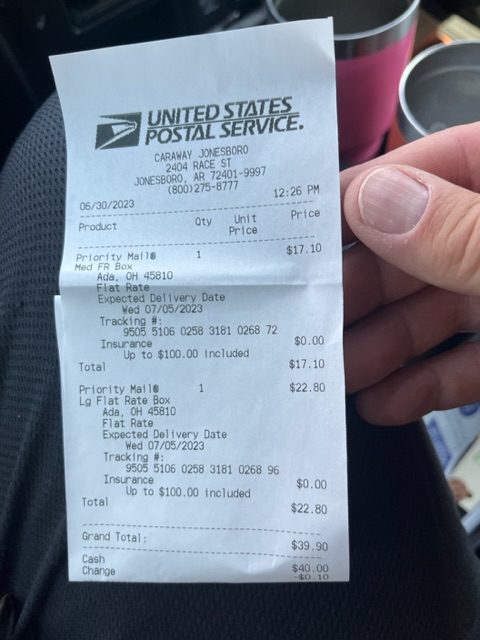 UNITED STATES
POSTAL SERVICE.
CARAWAY JONESBORO
2404 RACE ST
JONESBORO, AR 72401-9997
(800)275-8777
06/30/2023 12:26 PM
Product Qty Unit Price Price
Priority Mail® 1 $17.10
Med FR Box
Ada, OH 45810
Flat Rate
Expected Delivery Date
Wed 07/05/2023
Tracking #:
9505 5106 0258 3181 0268 72
Insurance $0.00
Up to $100.00 included
Total $17.10
Priority Mail® 1 $22.80
Lg Flat Rate Box
Ada, OH 45810
Flat Rate
Expected Delivery Date
Wed 07/05/2023
Tracking #:
9505 5106 0258 3181 0268 96
Insurance $0.00
Up to $100.00 included
Total $22.80
Grand Total: $39.90
Cash $40.00
Change -$0.10